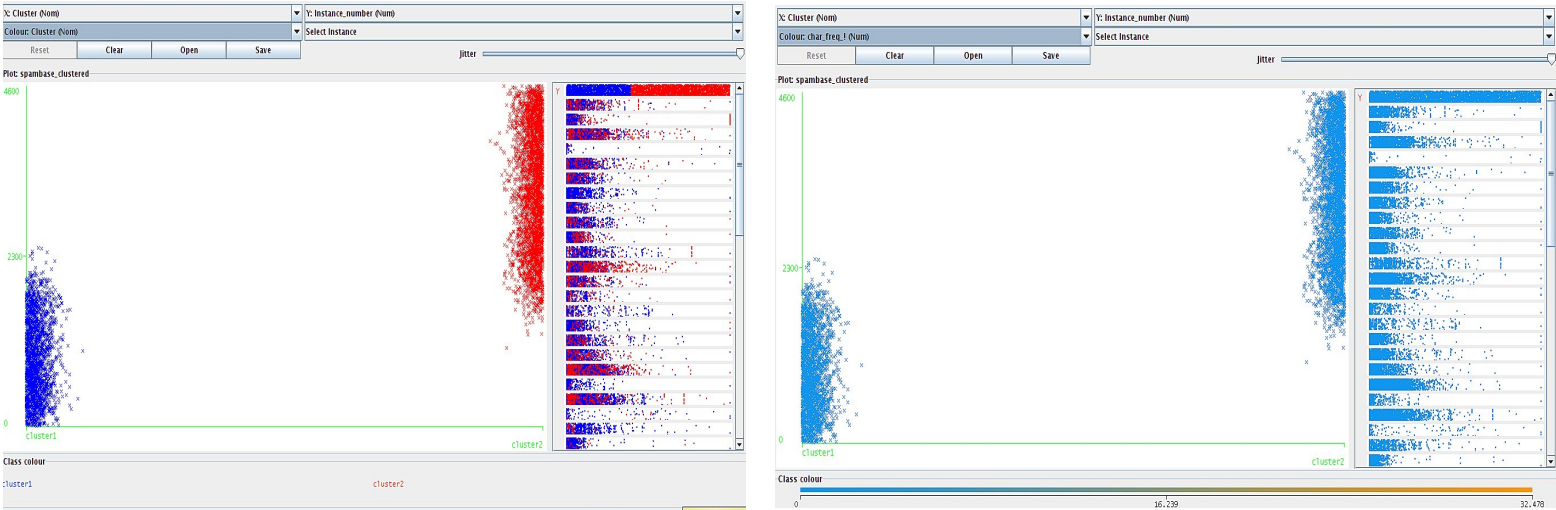 X: Cluster (Nom)
Y: Instance_number (Num)
Colour: Cluster (Nom)
Select Instance
Reset
Clear
Open
Save
Jitter
Plot: spambase_clustered
4600
2300
0
cluster1
cluster2
Y
Class colour
cluster1
cluster2
X: Cluster (Nom)
Y: Instance_number (Num)
Colour: char_freq_! (Num)
Select Instance
Reset
Clear
Open
Save
Jitter
Plot: spambase_clustered
4600
2300
0
cluster1
cluster2
Y
Class colour
0
16.239
32.478